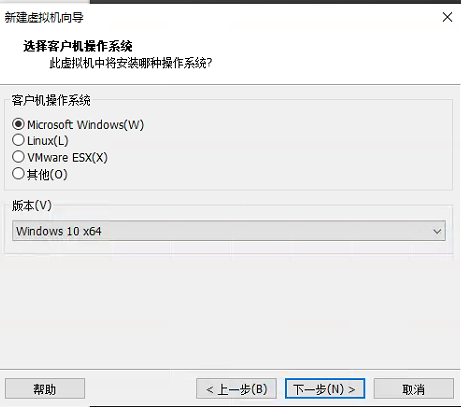 新建虚拟机向导
选择客户机操作系统
此虚拟机中将安装哪种操作系统?
客户机操作系统
Microsoft Windows(W)
Linux(L)
VMware ESX(X)
其他(O)
版本(V)
Windows 10 x64
帮助
< 上一步(B)
下一步(N) >
取消